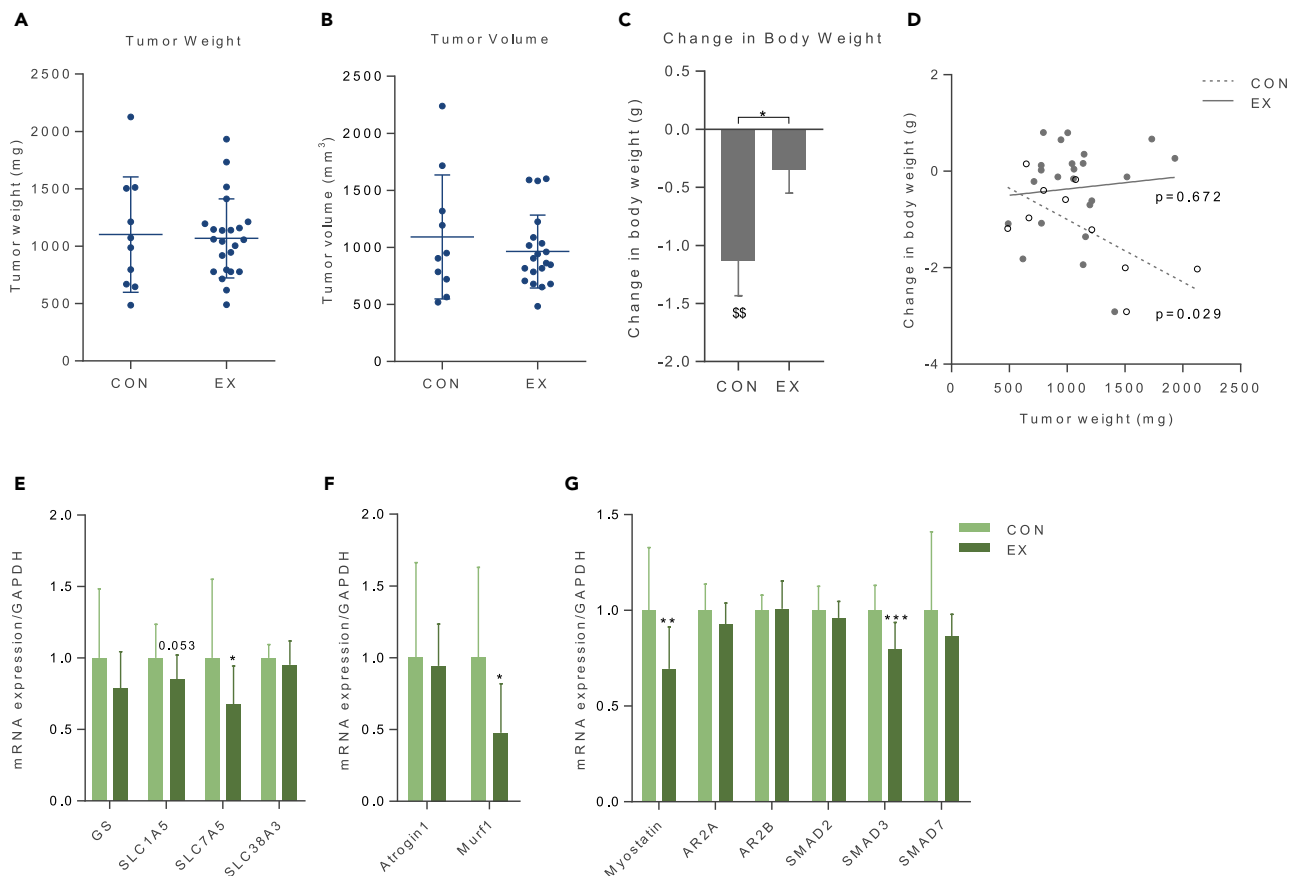 A
Tumor Weight
Tumor weight (mg)
2500
2000
1500
1000
500
0
CON
EX
B
Tumor Volume
Tumor volume (mm³)
2500
2000
1500
1000
500
0
CON
EX
C
Change in Body Weight
Change in body weight (g)
0.5
0.0
-0.5
-1.0
-1.5
-2.0
*
$$
CON
EX
D
Change in body weight (g)
2
0
-2
-4
CON
EX
p=0.672
p=0.029
0
500
1000
1500
2000
2500
Tumor weight (mg)
E
mRNA expression/GAPDH
2.0
1.5
1.0
0.5
0.0
0.053
*
GS
SLC1A5
SLC7A5
SLC38A3
F
mRNA expression/GAPDH
2.0
1.5
1.0
0.5
0.0
*
Atrogin1
Murf1
G
mRNA expression/GAPDH
1.5
1.0
0.5
0.0
**
***
CON
EX
Myostatin
AR2A
AR2B
SMAD2
SMAD3
SMAD7